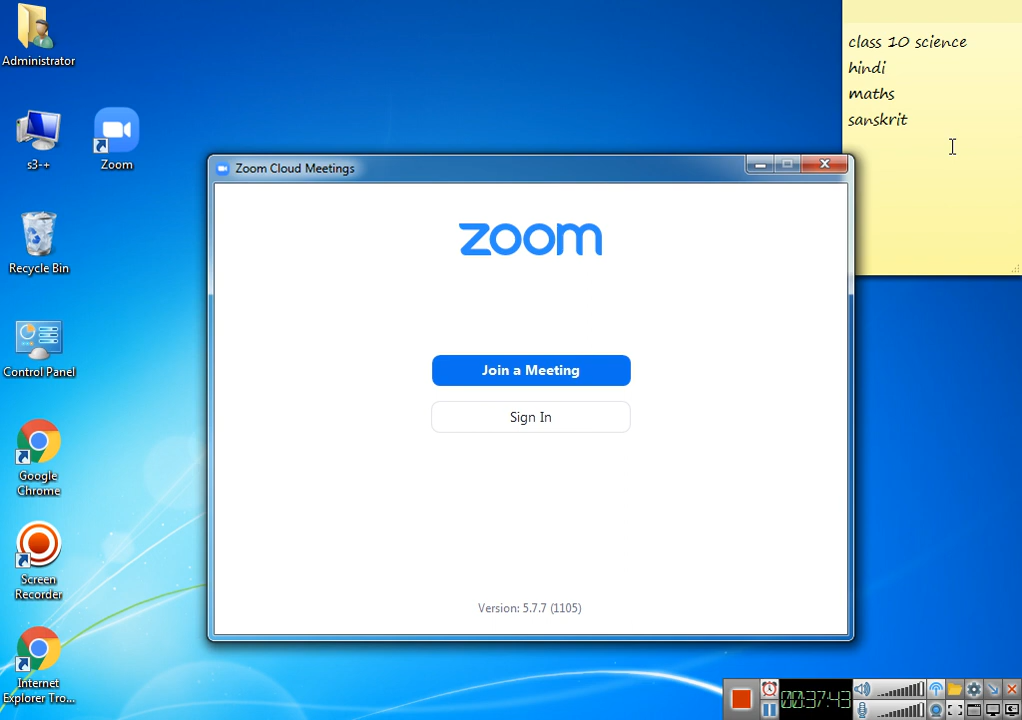 Administrator
s3-++
Zoom
Recycle Bin
Control Panel
Google
Chrome
Screen
Recorder
Internet
Explorer Tro...
Zoom Cloud Meetings
zoom
Join a Meeting
Sign In
Version: 5.7.7 (1105)
class 10 science
hindi
maths
sanskrit
00:37:43